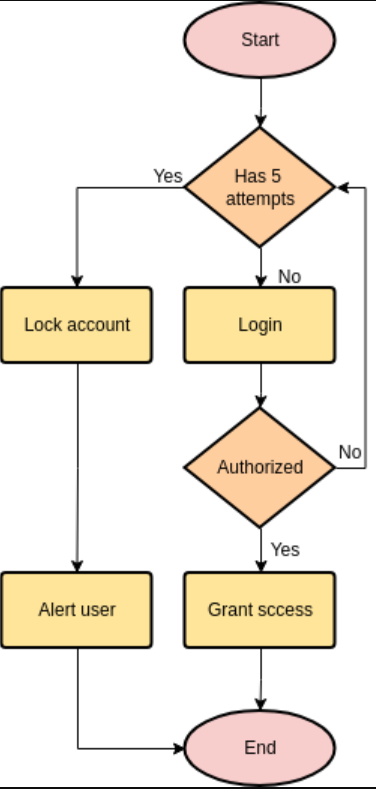 Start
Has 5
attempts
Yes
No
Lock account
Login
Authorized
No
Yes
Alert user
Grant sccess
End